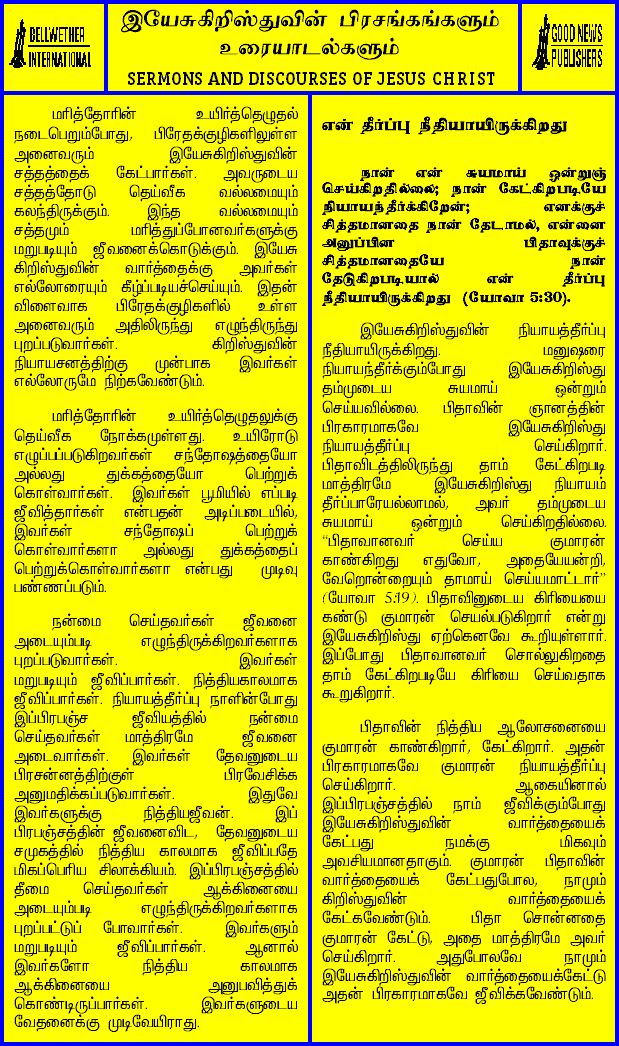 BELLWETHER
INTERNATIONAL
இயேசுகிறிஸ்துவின் பிரசங்கங்களும்
உரையாடல்களும்
SERMONS AND DISCOURSES OF JESUS CHRIST
GOOD NEWS
PUBLISHERS
மரித்தோரின் உயிர்த்தெழுதல்
நடைபெறும்போது, பிரேதக்குழிகளிலுள்ள
அனைவரும் இயேசுகிறிஸ்துவின்
சத்தத்தைக் கேட்பார்கள். அவருடைய
சத்தத்தோடு தெய்வீக வல்லமையும்
கலந்திருக்கும். இந்த வல்லமையும்
சத்தமும் மரித்துப்போனவர்களுக்கு
மறுபடியும் ஜீவனைக்கொடுக்கும். இயேசு
கிறிஸ்துவின் வார்த்தைக்கு அவர்கள்
எல்லோரையும் கீழ்ப்படியச்செய்யும். இதன்
விளைவாக பிரேதக்குழிகளில் உள்ள
அனைவரும் அதிலிருந்து எழுந்திருந்து
புறப்படுவார்கள். கிறிஸ்துவின்
நியாயசனத்திற்கு முன்பாக இவர்கள்
எல்லோருமே நிற்கவேண்டும்.
மரித்தோரின் உயிர்த்தெழுதலுக்கு
தெய்வீக நோக்கமுள்ளது. உயிரோடு
எழுப்பப்படுகிறவர்கள் சந்தோஷத்தையோ
அல்லது துக்கத்தையோ பெற்றுக்
கொள்வார்கள். இவர்கள் பூமியில் எப்படி
ஜீவித்தார்கள் என்பதன் அடிப்படையில்,
இவர்கள் சந்தோஷப் பெற்றுக்
கொள்வார்களா அல்லது துக்கத்தைப்
பெற்றுக்கொள்வார்களா என்பது முடிவு
பண்ணப்படும்.
நன்மை செய்தவர்கள் ஜீவனை
அடையும்படி எழுந்திருக்கிறவர்களாக
புறப்படுவார்கள். இவர்கள்
மறுபடியும் ஜீவிப்பார்கள். நித்தியகாலமாக
ஜீவிப்பார்கள். நியாயத்தீர்ப்பு நாளின்போது
இப்பிரபஞ்ச ஜீவியத்தில் நன்மை
செய்தவர்கள் மாத்திரமே ஜீவனை
அடைவார்கள். இவர்கள் தேவனுடைய
பிரசன்னத்திற்குள் பிரவேசிக்க
அனுமதிக்கப்படுவார்கள். இதுவே
இவர்களுக்கு நித்தியஜீவன். இப்
பிரபஞ்சத்தின் ஜீவனைவிட, தேவனுடைய
சமுகத்தில் நித்திய காலமாக ஜீவிப்பதே
மிகப்பெரிய சிலாக்கியம். இப்பிரபஞ்சத்தில்
தீமை செய்தவர்கள் ஆக்கினையை
அடையும்படி எழுந்திருக்கிறவர்களாக
புறப்பட்டுப் போவார்கள். இவர்களும்
மறுபடியும் ஜீவிப்பார்கள். ஆனால்
இவர்களோ நித்திய காலமாக
ஆக்கினையை அனுபவித்துக்
கொண்டிருப்பார்கள். இவர்களுடைய
வேதனைக்கு முடிவேயிராது.
என் தீர்ப்பு நீதியாயிருக்கிறது
நான் என் சுயமாய் ஒன்றுஞ்
செய்கிறதில்லை; நான் கேட்கிறபடியே
நியாயந்தீர்க்கிறேன்; எனக்குச்
சித்தமானதை நான் தேடாமல், என்னை
அனுப்பின பிதாவுக்குச்
சித்தமானதையே நான்
தேடுகிறபடியால் என் தீர்ப்பு
நீதியாயிருக்கிறது (யோவா 5:30).
இயேசுகிறிஸ்துவின் நியாயத்தீர்ப்பு
நீதியாயிருக்கிறது. மனுஷரை
நியாயந்தீர்க்கும்போது இயேசுகிறிஸ்து
தம்முடைய சுயமாய் ஒன்றும்
செய்யவில்லை. பிதாவின் ஞானத்தின்
பிரகாரமாகவே இயேசுகிறிஸ்து
நியாயத்தீர்ப்பு செய்கிறார்.
பிதாவிடத்திலிருந்து தாம் கேட்கிறபடி
மாத்திரமே இயேசுகிறிஸ்து நியாயம்
தீர்ப்பாரேயல்லாமல், அவர் தம்முடைய
சுயமாய் ஒன்றும் செய்கிறதில்லை.
“பிதாவானவர் செய்ய குமாரன்
காண்கிறது எதுவோ, அதையேயன்றி,
வேறொன்றையும் தாமாய் செய்யமாட்டார்”
(யோவா 5:19). பிதாவினுடைய கிரியையை
கண்டு குமாரன் செயல்படுகிறார் என்று
இயேசுகிறிஸ்து ஏற்கெனவே கூறியுள்ளார்.
இப்போது பிதாவானவர் சொல்லுகிறதை
தாம் கேட்கிறபடியே கிரியை செய்வதாக
கூறுகிறார்.
பிதாவின் நித்திய ஆலோசனையை
குமாரன் காண்கிறார், கேட்கிறார். அதன்
பிரகாரமாகவே குமாரன் நியாயத்தீர்ப்பு
செய்கிறார். ஆகையினால்
இப்பிரபஞ்சத்தில் நாம் ஜீவிக்கும்போது
இயேசுகிறிஸ்துவின் வார்த்தையைக்
கேட்பது நமக்கு மிகவும்
அவசியமானதாகும். குமாரன் பிதாவின்
வார்த்தையைக் கேட்பதுபோல, நாமும்
கிறிஸ்துவின் வார்த்தையைக்
கேட்கவேண்டும். பிதா சொன்னதை
குமாரன் கேட்டு, அதை மாத்திரமே அவர்
செய்கிறார். அதுபோலவே நாமும்
இயேசுகிறிஸ்துவின் வார்த்தையைக்கேட்டு
அதன் பிரகாரமாகவே ஜீவிக்கவேண்டும்.